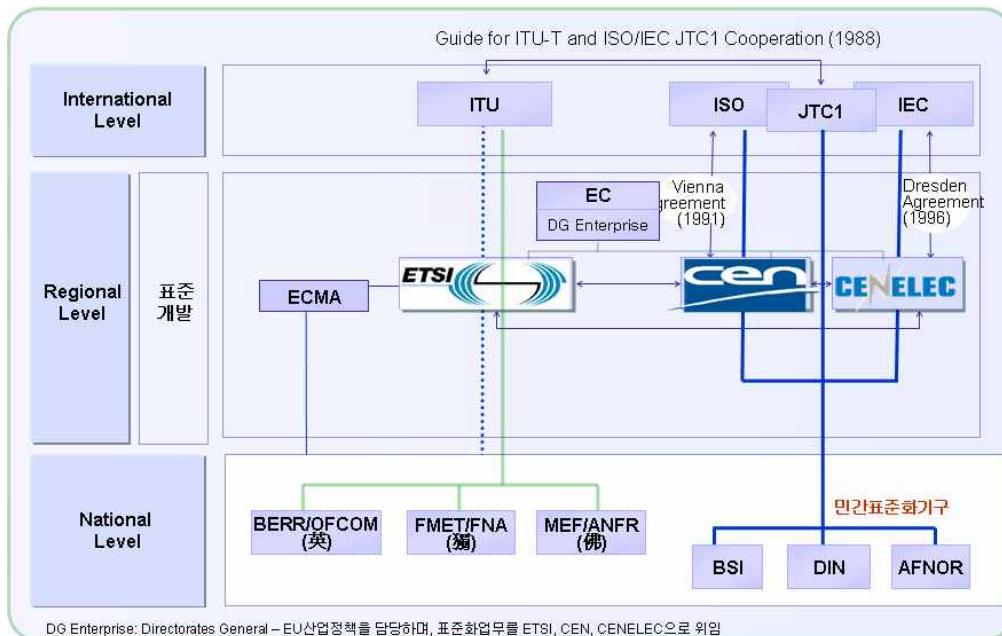 Guide for ITU-T and ISO/IEC JTC1 Cooperation (1988)
International
Level
ITU
ISO
JTC1
IEC
Regional
Level
표준
개발
EC
DG Enterprise
Vienna
greement
(1991)
Dresden
Agreement
(1996)
ECMA
ETSI
cen
CENELEC
National
Level
민간표준화기구
BERR/OFCOM
(英)
FMET/FNA
(獨)
MEF/ANFR
(佛)
BSI
DIN
AFNOR
DG Enterprise: Directorates General – EU산업정책을 담당하며, 표준화업무를 ETSI, CEN, CENELEC으로 위임